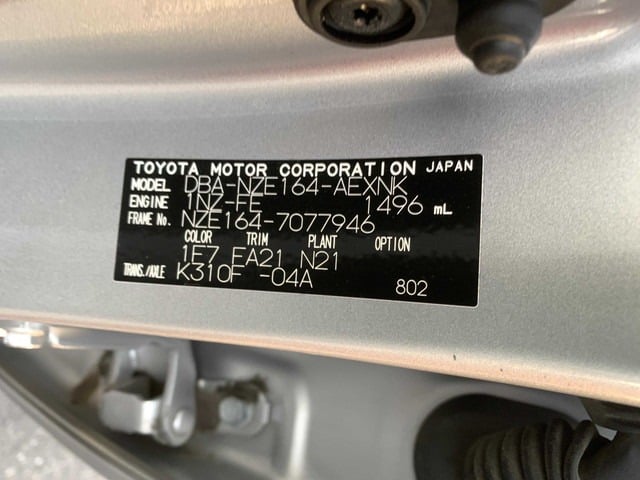 TOYOTA MOTOR CORPORATION JAPAN
MODEL DBA-NZE164-AEXNK
ENGINE 1NZ-FE 1496 mL
FRAME No. NZE164-7077946
COLOR TRIM PLANT OPTION
1E7 FA21 N21
TRANS./AXLE K310F -04A
802